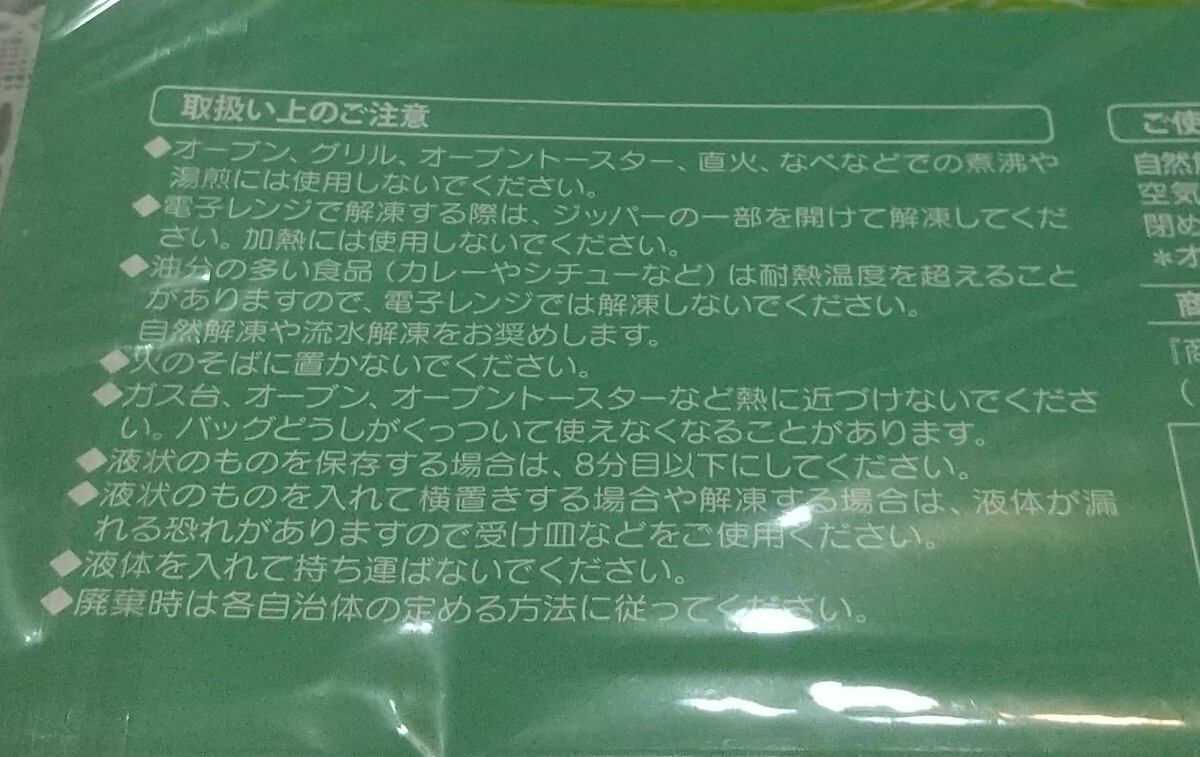 取扱い上のご注意
◆オーブン、グリル、オーブントースター、直火、なべなどでの煮沸や
湯煎には使用しないでください。
◆電子レンジで解凍する際は、ジッパーの一部を開けて解凍してくだ
さい。加熱には使用しないでください。
◆油分の多い食品（カレーやシチューなど）は耐熱温度を超えること
がありますので、電子レンジでは解凍しないでください。
自然解凍や流水解凍をお奨めします。
◆火のそばに置かないでください。
◆ガス台、オーブン、オーブントースターなど熱に近づけないでくださ
い。バッグどうしがくっついて使えなくなることがあります。
◆液状のものを保存する場合は、8分目以下にしてください。
◆液状のものを入れて横置きする場合や解凍する場合は、液体が漏
れる恐れがありますので受け皿などをご使用ください。
◆液体を入れて持ち運ばないでください。
◆廃棄時は各自治体の定める方法に従ってください。
ご使
自然
空気
閉め
*オ
商